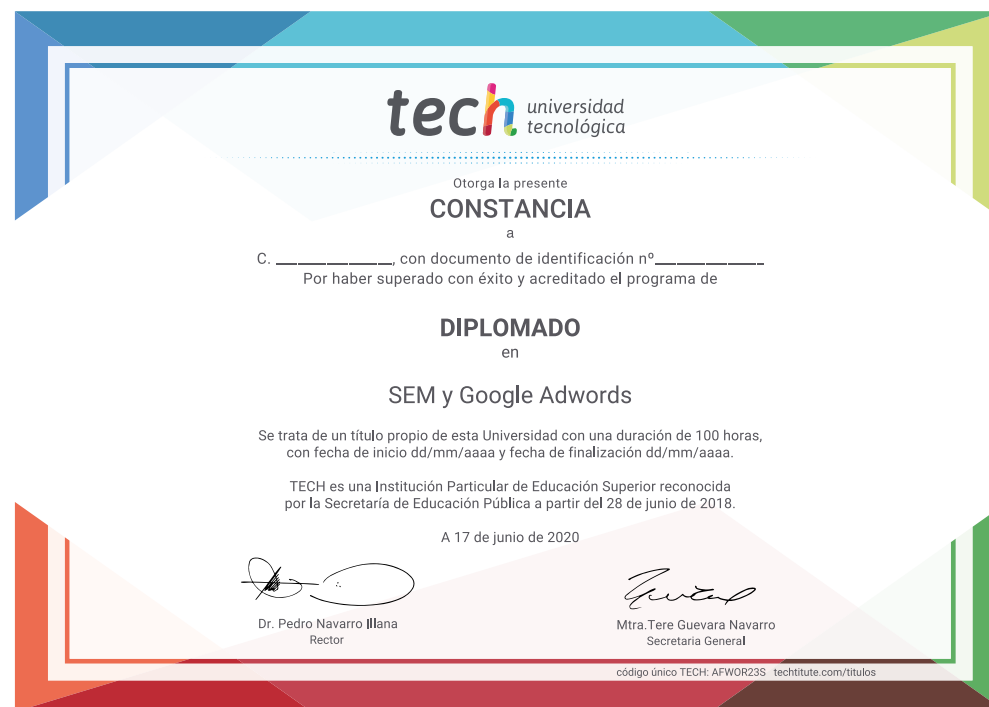 tech universidad
tecnológica
Otorga la presente
CONSTANCIA
a
C. ______________, con documento de identificación nº_____________
Por haber superado con éxito y acreditado el programa de
DIPLOMADO
en
SEM y Google Adwords
Se trata de un título propio de esta Universidad con una duración de 100 horas,
con fecha de inicio dd/mm/aaaa y fecha de finalización dd/mm/aaaa.
TECH es una Institución Particular de Educación Superior reconocida
por la Secretaría de Educación Pública a partir del 28 de junio de 2018.
A 17 de junio de 2020
Dr. Pedro Navarro Illana
Rector
Mtra.Tere Guevara Navarro
Secretaria General
código único TECH: AFWOR23S techtitute.com/titulos